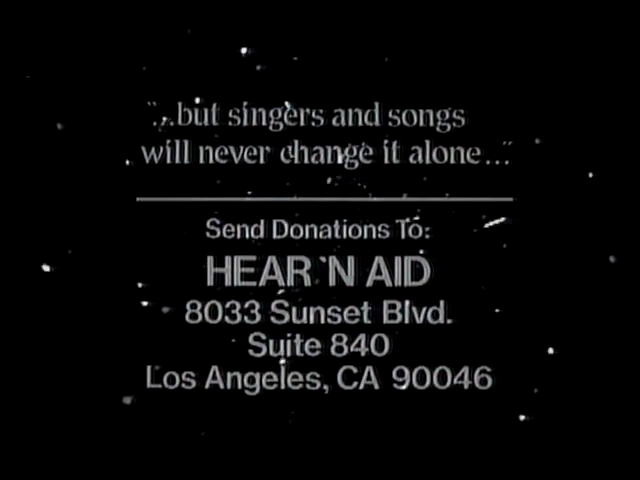 "...but singers and songs
will never change it alone..."
Send Donations To:
HEAR 'N AID
8033 Sunset Blvd.
Suite 840
Los Angeles, CA 90046